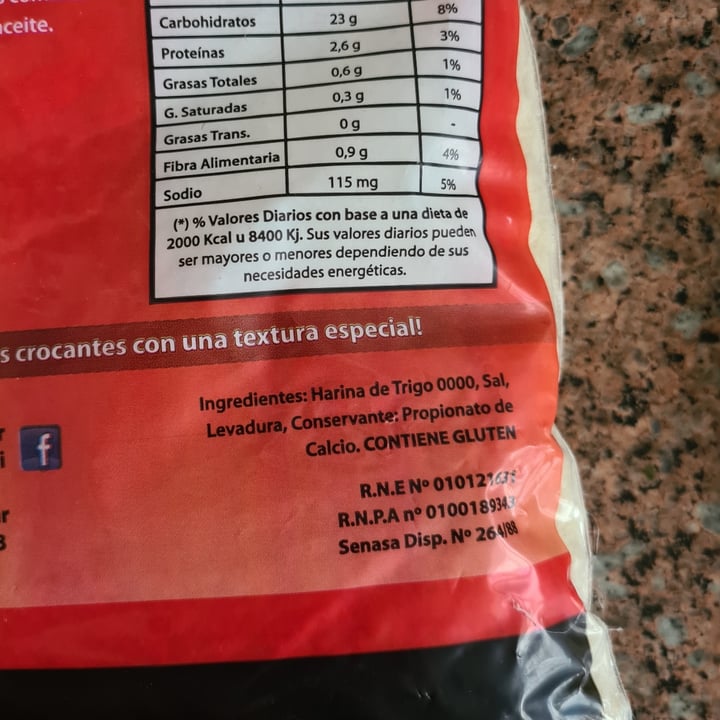 aceite.
Carbohidratos 23 g 8%
Proteínas 2,6 g 3%
Grasas Totales 0,6 g 1%
G. Saturadas 0,3 g 1%
Grasas Trans. 0 g -
Fibra Alimentaria 0,9 g 4%
Sodio 115 mg 5%
(*) % Valores Diarios con base a una dieta de
2000 Kcal u 8400 Kj. Sus valores diarios pueden
ser mayores o menores dependiendo de sus
necesidades energéticas.
s crocantes con una textura especial!
Ingredientes: Harina de Trigo 0000, Sal,
Levadura, Conservante: Propionato de
Calcio. CONTIENE GLUTEN
f
R.N.E Nº
R.N.P.A nº 0100189343
Senasa Disp. Nº 264/88